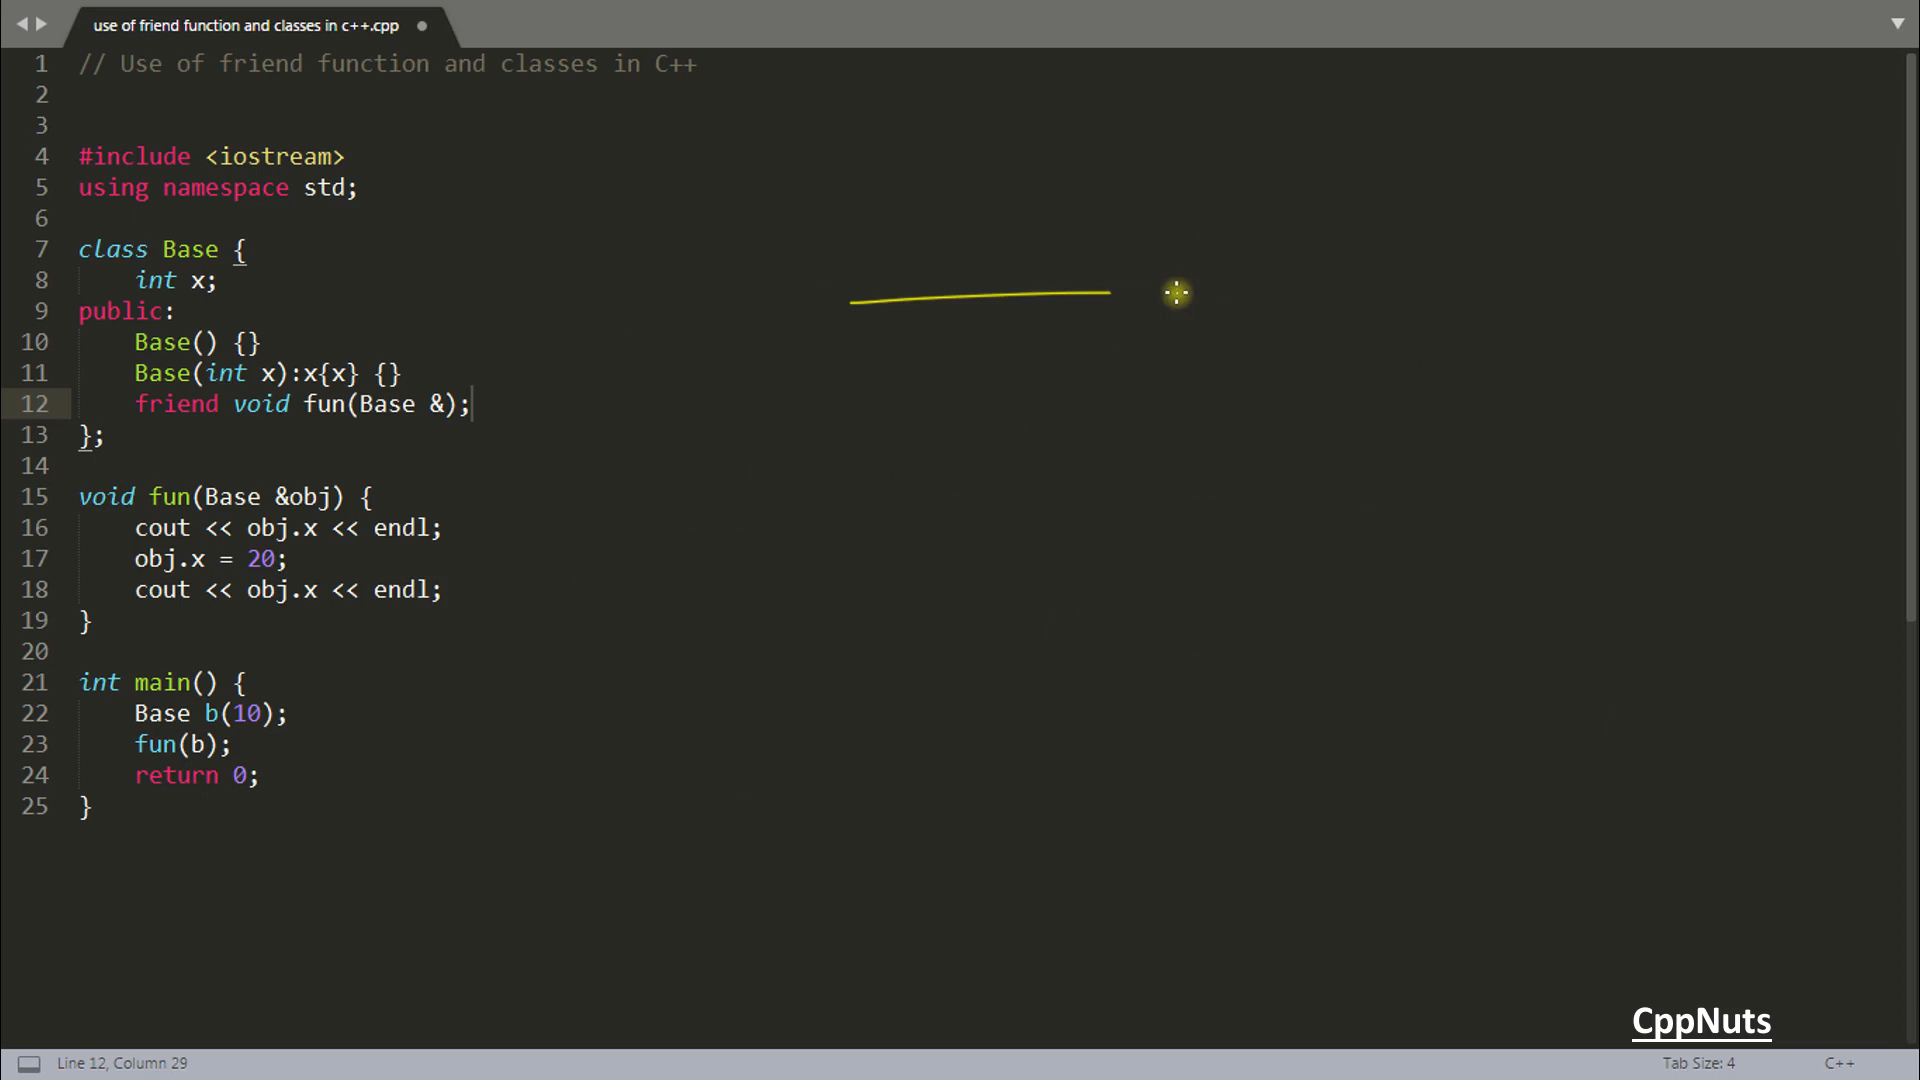 use of friend function and classes in c++.cpp
1 // Use of friend function and classes in C++
2
3
4 #include <iostream>
5 using namespace std;
6
7 class Base {
8     int x;
9 public:
10     Base() {}
11     Base(int x):x{x} {}
12     friend void fun(Base &);
13 };
14
15 void fun(Base &obj) {
16     cout << obj.x << endl;
17     obj.x = 20;
18     cout << obj.x << endl;
19 }
20
21 int main() {
22     Base b(10);
23     fun(b);
24     return 0;
25 }
CppNuts
Line 12, Column 29
Tab Size: 4
C++